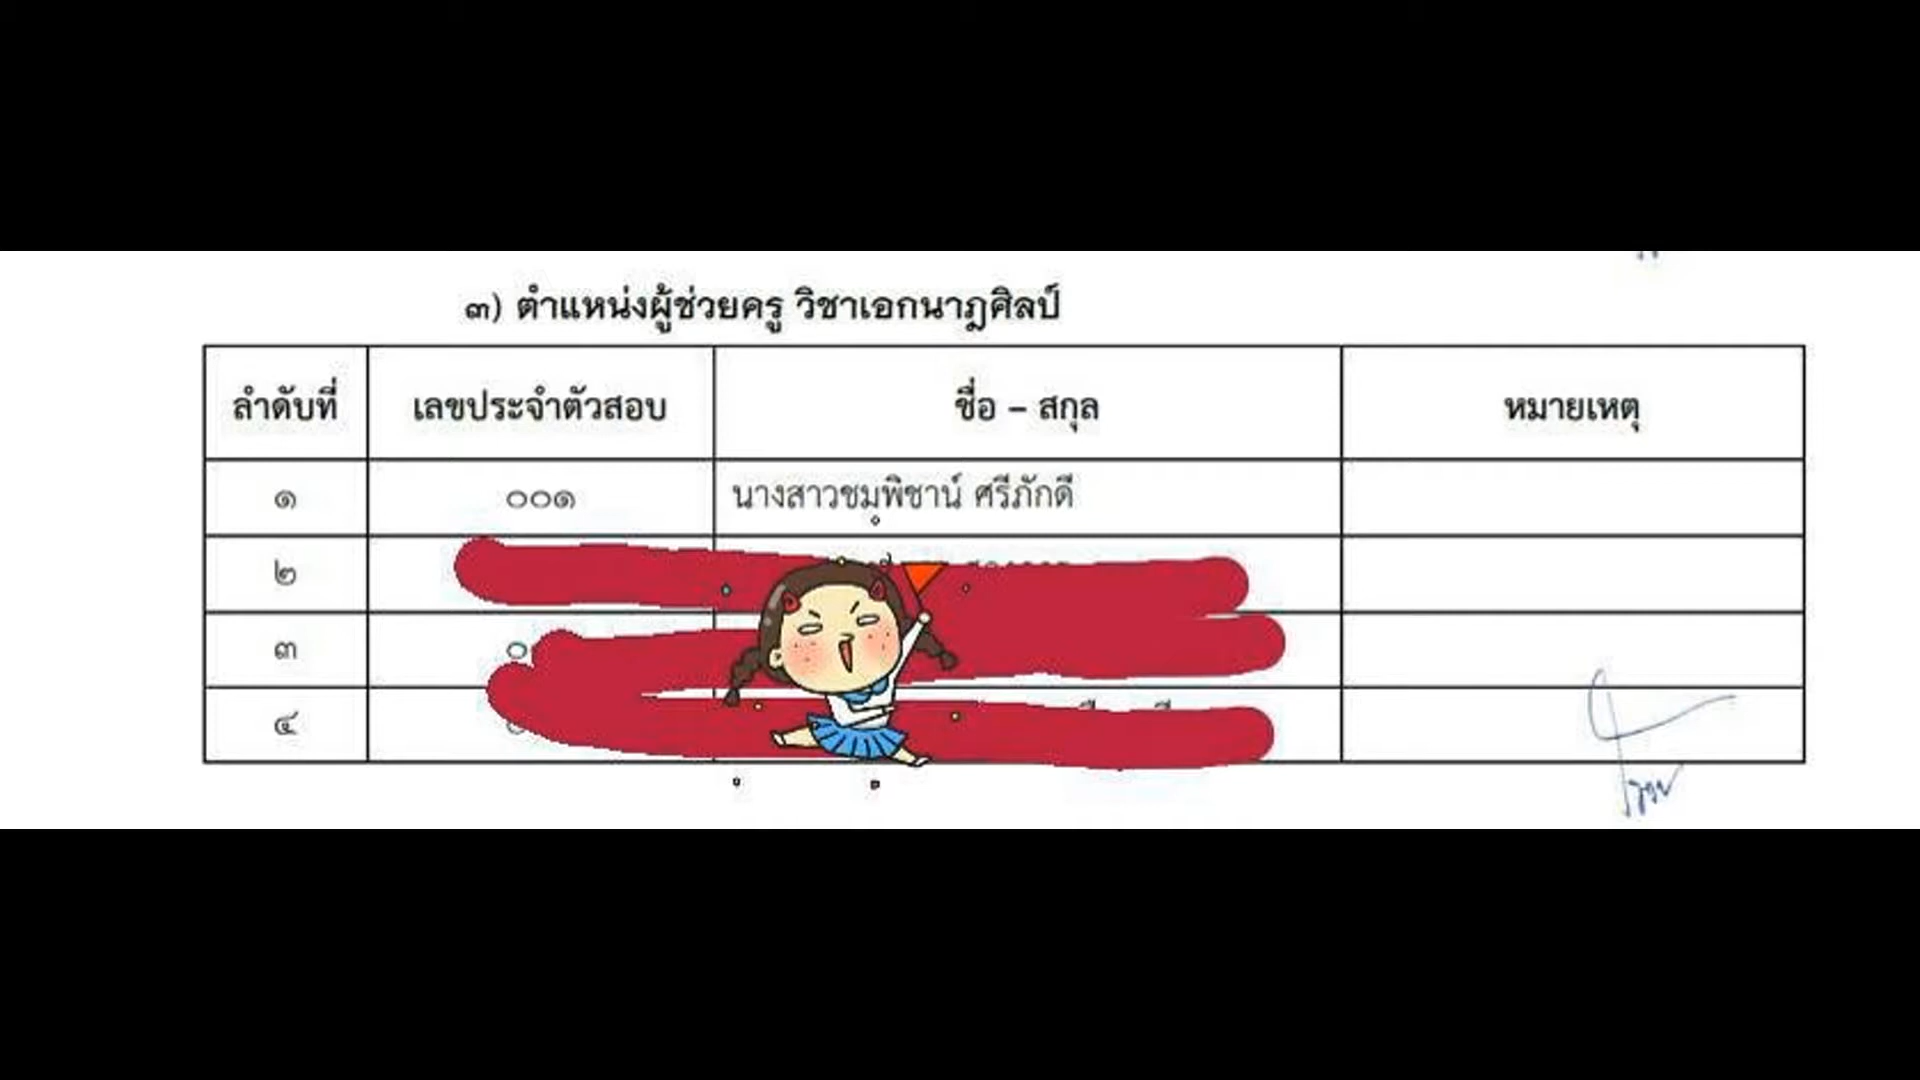 ๓) ตำแหน่งผู้ช่วยครู วิชาเอกนาฎศิลป์
ลำดับที่ เลขประจำตัวสอบ ชื่อ – สกุล หมายเหตุ
๑ ๐๐๑ นางสาวชมพิชาน์ ศรีภักดี
๒
๓ ๐
๔